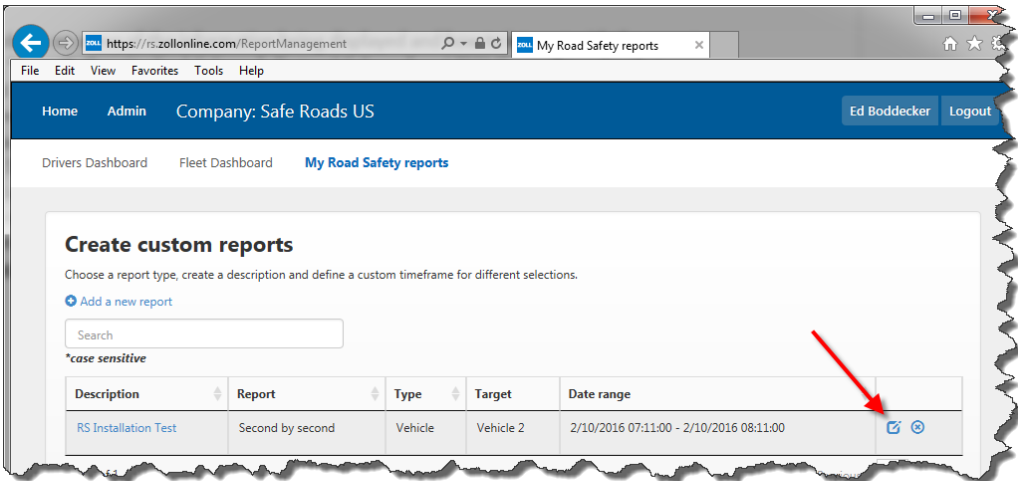 ZOLL https://rs.zollonline.com/ReportManagement ZOLL My Road Safety reports
File Edit View Favorites Tools Help
Home Admin Company: Safe Roads US Ed Boddecker Logout
Drivers Dashboard Fleet Dashboard My Road Safety reports
Create custom reports
Choose a report type, create a description and define a custom timeframe for different selections.
Add a new report
Search
*case sensitive
Description Report Type Target Date range
RS Installation Test Second by second Vehicle Vehicle 2 2/10/2016 07:11:00 - 2/10/2016 08:11:00